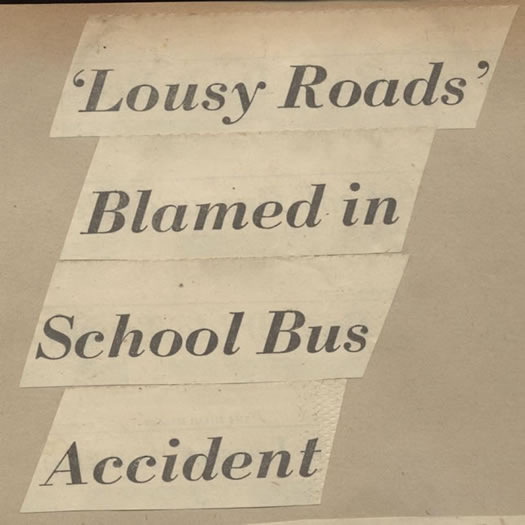 ‘Lousy Roads’
Blamed in
School Bus
Accident